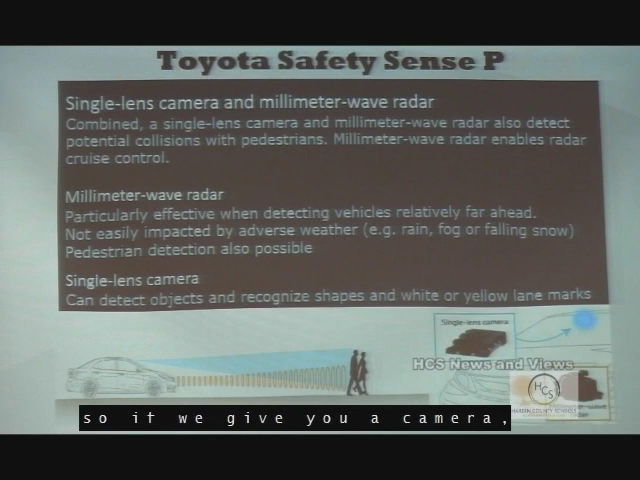 Toyota Safety Sense P
Single-lens camera and millimeter-wave radar
Combined, a single-lens camera and millimeter-wave radar also detect
potential collisions with pedestrians. Millimeter-wave radar enables radar
cruise control.
Millimeter-wave radar
Particularly effective when detecting vehicles relatively far ahead.
Not easily impacted by adverse weather (e.g. rain, fog or falling snow)
Pedestrian detection also possible
Single-lens camera
Can detect objects and recognize shapes and white or yellow lane marks
Single-lens camera
HCS News and Views
HCS
so if we give you a camera,